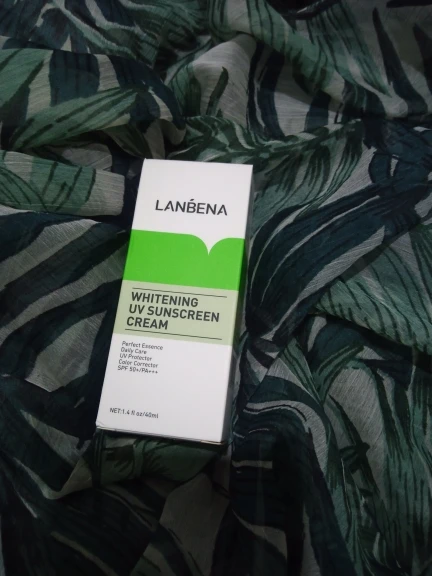 LANBENA
WHITENING
UV SUNSCREEN
CREAM
Perfect Essence
Daily Care
UV Protector
Color Corrector
SPF 50+/PA+++
NET:1.4 fl oz/40ml